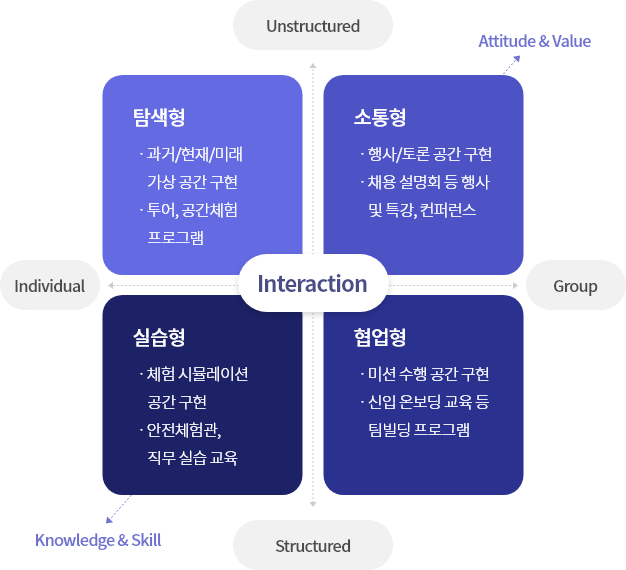 Unstructured
Attitude & Value
탐색형
· 과거/현재/미래
가상 공간 구현
· 투어, 공간체험
프로그램
소통형
· 행사/토론 공간 구현
· 채용 설명회 등 행사
및 특강, 컨퍼런스
Individual
Interaction
Group
실습형
· 체험 시뮬레이션
공간 구현
· 안전체험관,
직무 실습 교육
협업형
· 미션 수행 공간 구현
· 신입 온보딩 교육 등
팀빌딩 프로그램
Knowledge & Skill
Structured